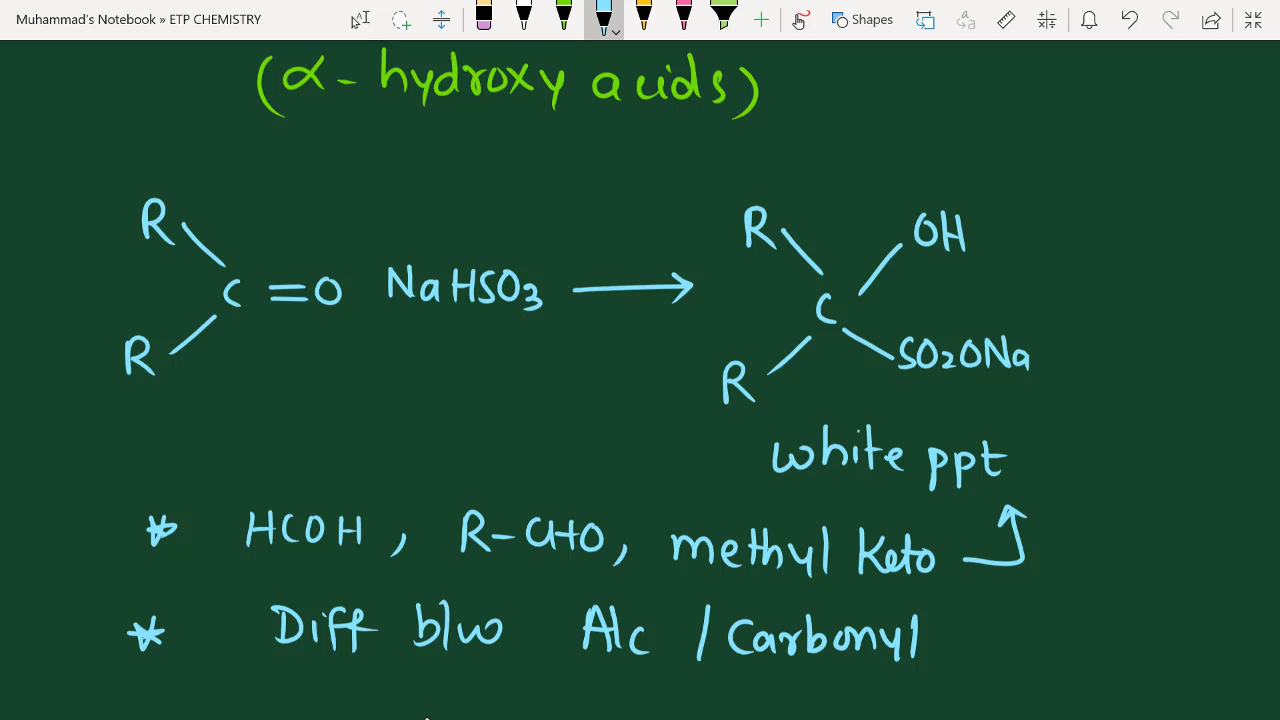 Muhammad's Notebook » ETP CHEMISTRY Shapes
(α - hydroxy acids)
R
R
C = O NaHSO3 →
R
R
C
OH
SO2ONa
white ppt
* HCOH, R-CHO, methyl Keto
* Diff b/w Alc / Carbonyl